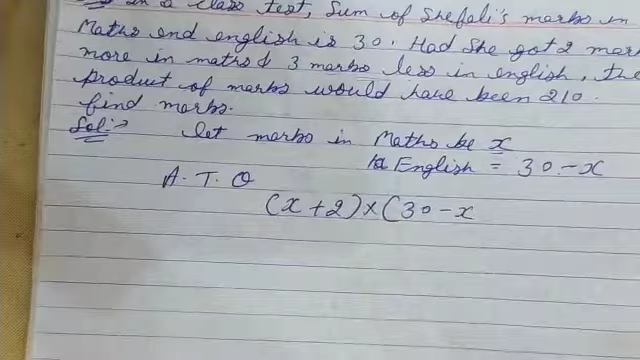 in a class test, Sum of Shefali's marks in
Maths and english is 30. Had She got 2 mark
more in maths & 3 marks less in english, the
product of marks would have been 210.
find marks.
Sol:→ let marks in Maths be x
English = 30 - x
A. T. Q
(x + 2) × (30 - x